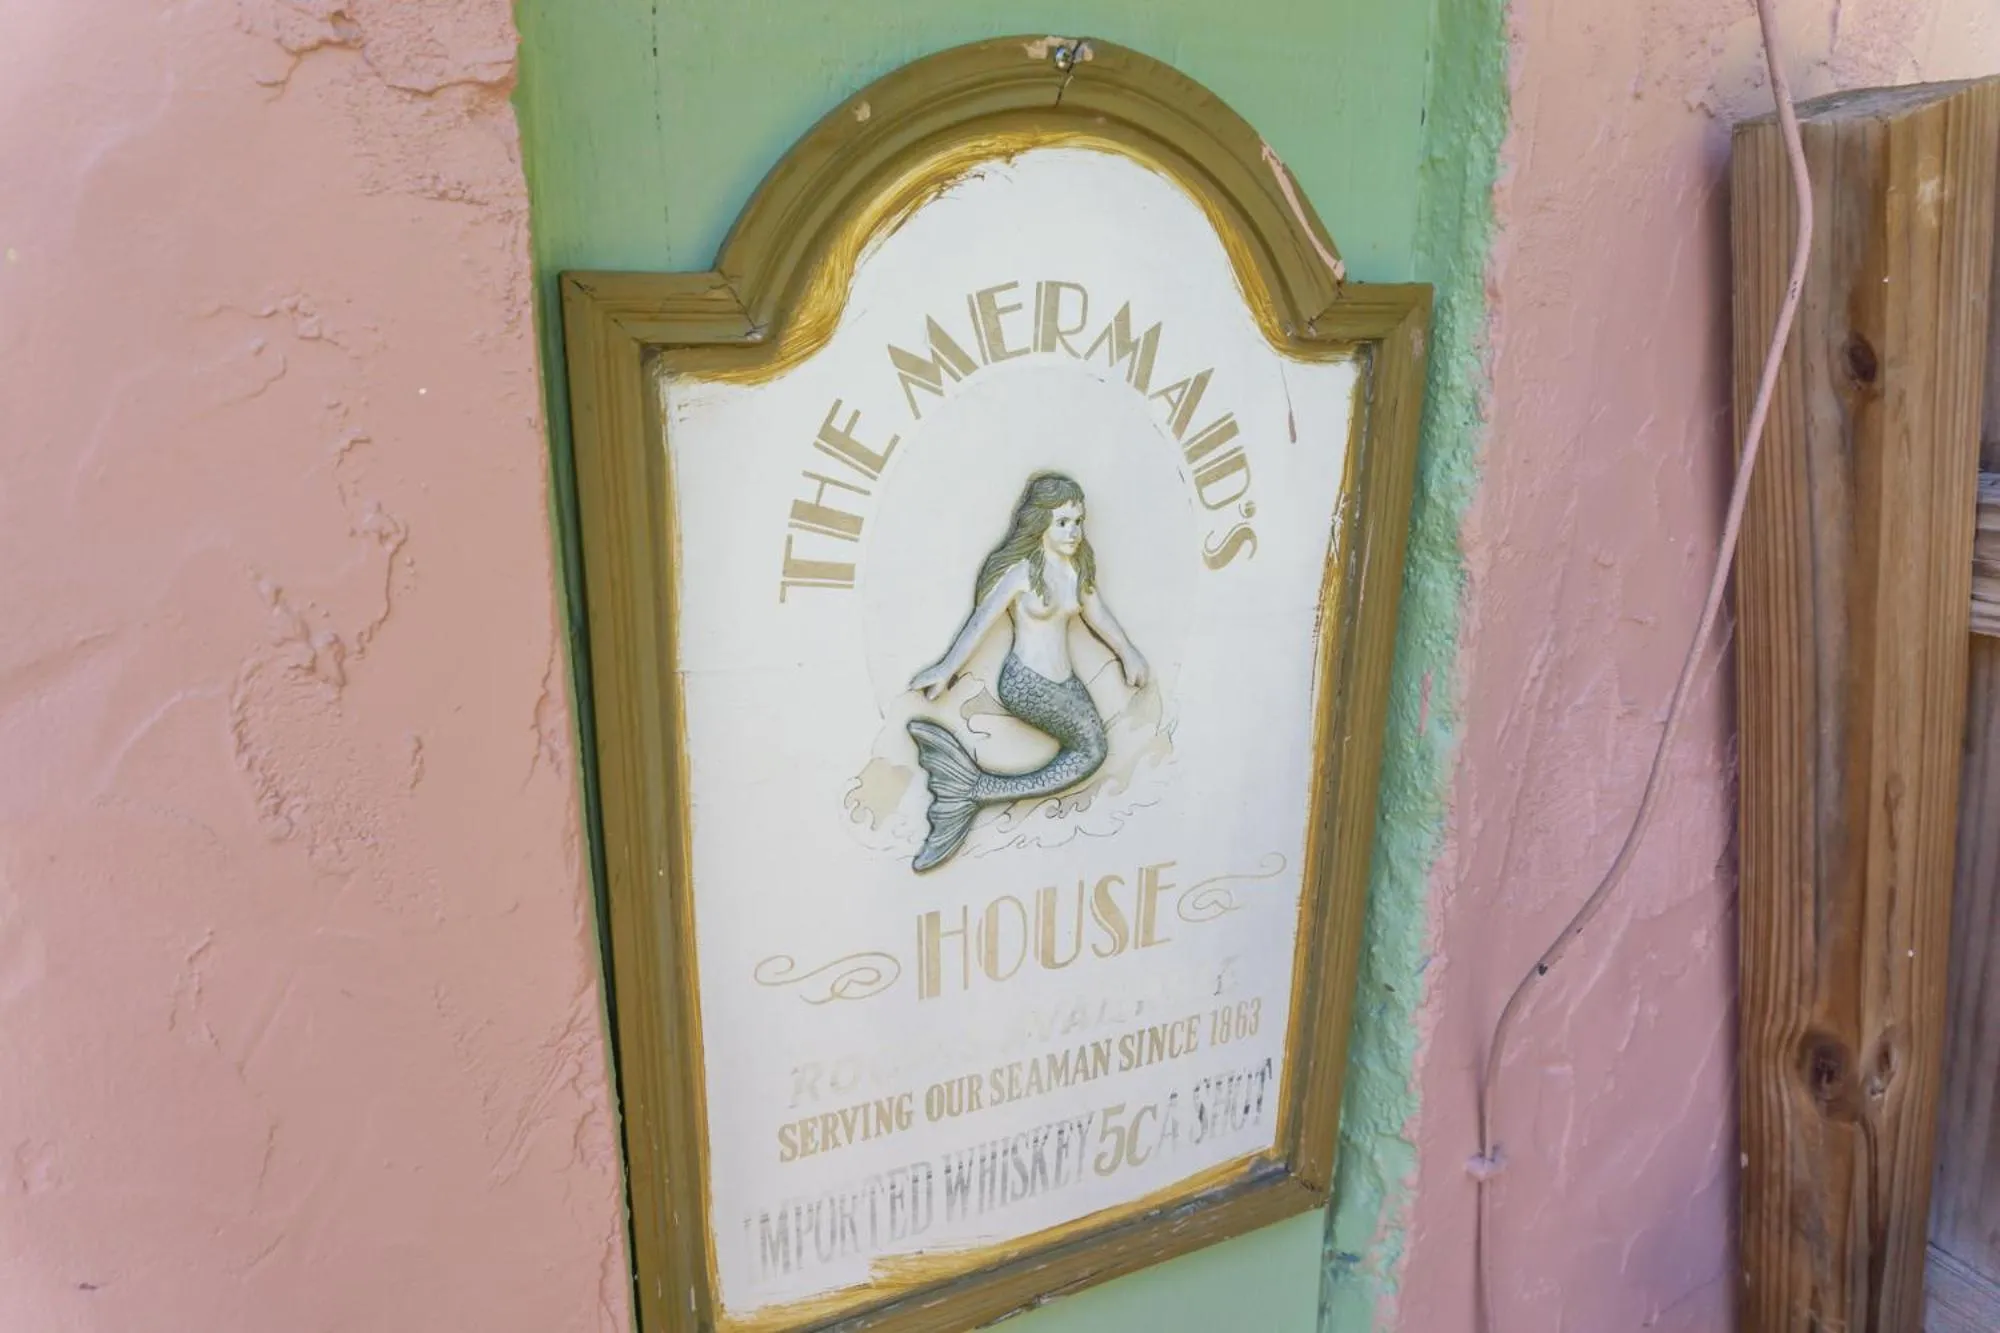 THE MERMAID'S
HOUSE
SERVING OUR SEAMAN SINCE 1863
IMPORTED WHISKEY 5C A SHOT